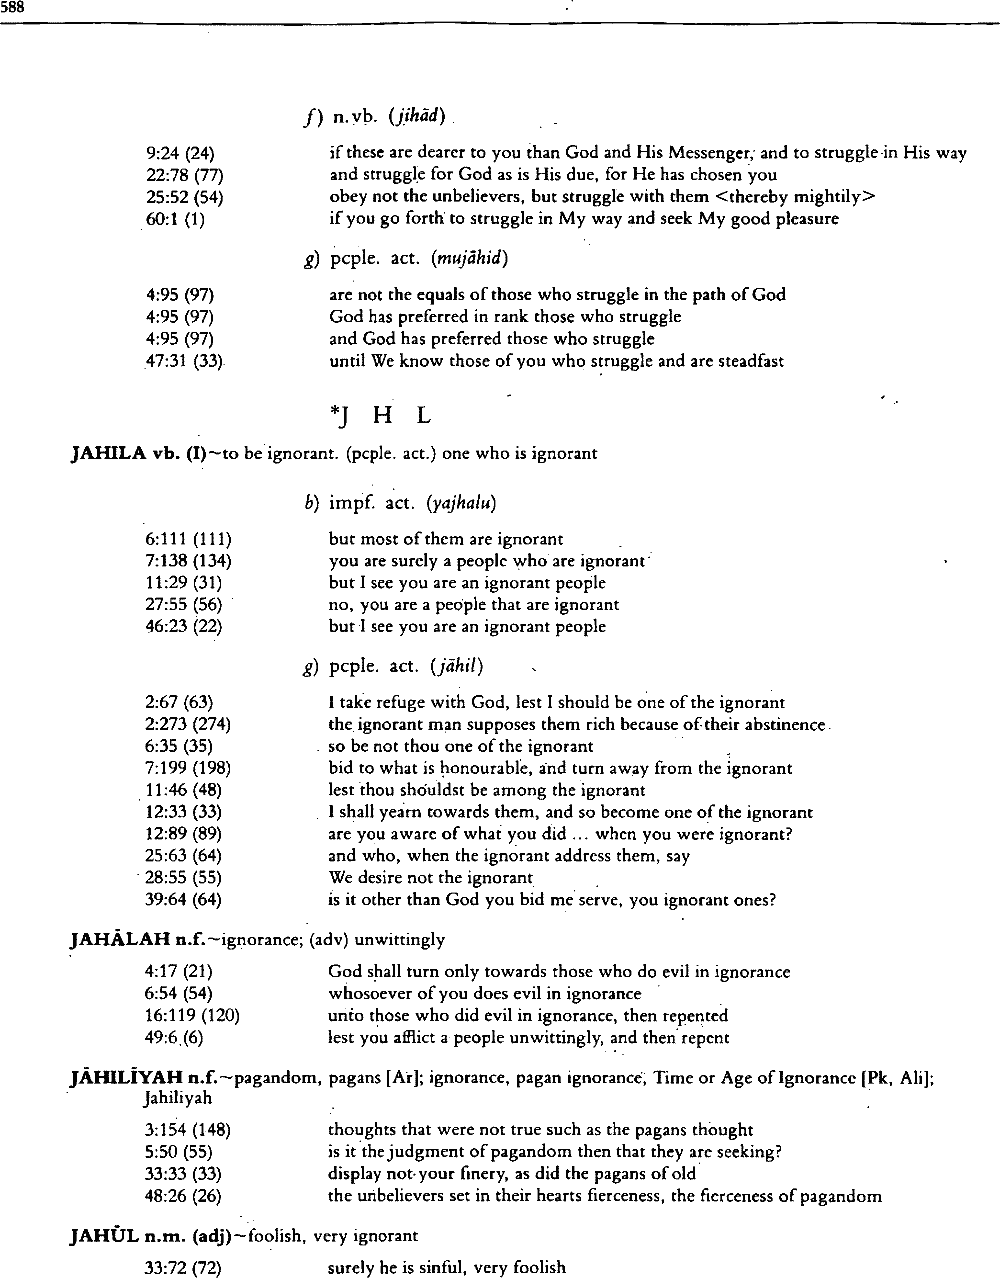 588
f) n.vb. (jihād)
9:24 (24) if these are dearer to you than God and His Messenger, and to struggle in His way
22:78 (77) and struggle for God as is His due, for He has chosen you
25:52 (54) obey not the unbelievers, but struggle with them <thereby mightily>
60:1 (1) if you go forth to struggle in My way and seek My good pleasure
g) pcple. act. (mujāhid)
4:95 (97) are not the equals of those who struggle in the path of God
4:95 (97) God has preferred in rank those who struggle
4:95 (97) and God has preferred those who struggle
47:31 (33) until We know those of you who struggle and are steadfast
*J H L
JAHILA vb. (I)~to be ignorant. (pcple. act.) one who is ignorant
b) impf. act. (yajhalu)
6:111 (111) but most of them are ignorant
7:138 (134) you are surely a people who are ignorant
11:29 (31) but I see you are an ignorant people
27:55 (56) no, you are a people that are ignorant
46:23 (22) but I see you are an ignorant people
g) pcple. act. (jāhil)
2:67 (63) I take refuge with God, lest I should be one of the ignorant
2:273 (274) the ignorant man supposes them rich because of their abstinence
6:35 (35) so be not thou one of the ignorant
7:199 (198) bid to what is honourable, and turn away from the ignorant
11:46 (48) lest thou shouldst be among the ignorant
12:33 (33) I shall yearn towards them, and so become one of the ignorant
12:89 (89) are you aware of what you did ... when you were ignorant?
25:63 (64) and who, when the ignorant address them, say
28:55 (55) We desire not the ignorant
39:64 (64) is it other than God you bid me serve, you ignorant ones?
JAHĀLAH n.f.~ignorance; (adv) unwittingly
4:17 (21) God shall turn only towards those who do evil in ignorance
6:54 (54) whosoever of you does evil in ignorance
16:119 (120) unto those who did evil in ignorance, then repented
49:6 (6) lest you afflict a people unwittingly, and then repent
JĀHILĪYAH n.f.~pagandom, pagans [Ar]; ignorance, pagan ignorance, Time or Age of Ignorance [Pk, Ali];
Jahiliyah
3:154 (148) thoughts that were not true such as the pagans thought
5:50 (55) is it the judgment of pagandom then that they are seeking?
33:33 (33) display not your finery, as did the pagans of old
48:26 (26) the unbelievers set in their hearts fierceness, the fierceness of pagandom
JAHŪL n.m. (adj)~foolish, very ignorant
33:72 (72) surely he is sinful, very foolish